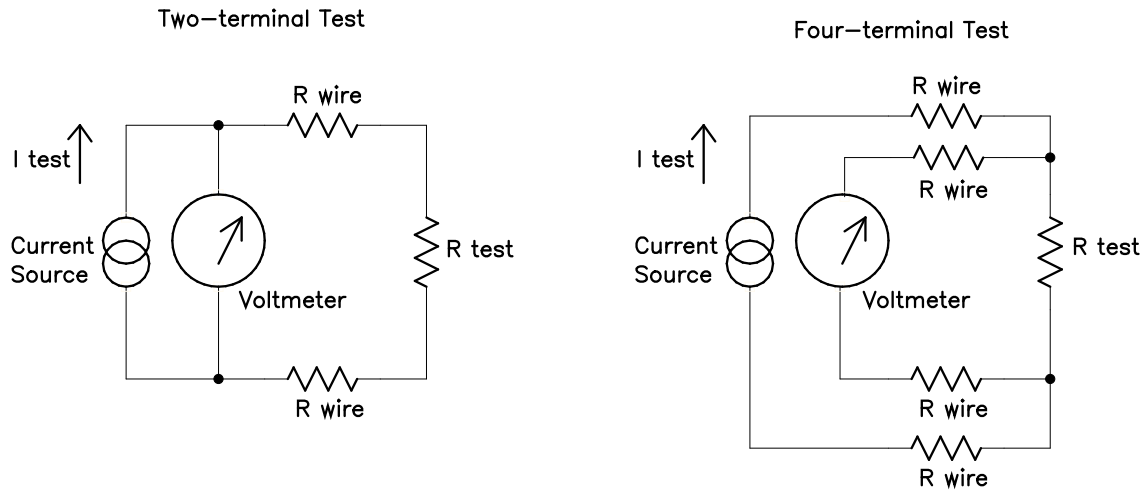 Two-terminal Test
R wire
I test
Current
Source
Voltmeter
R test
R wire
Four-terminal Test
R wire
I test
R wire
Current
Source
Voltmeter
R test
R wire
R wire